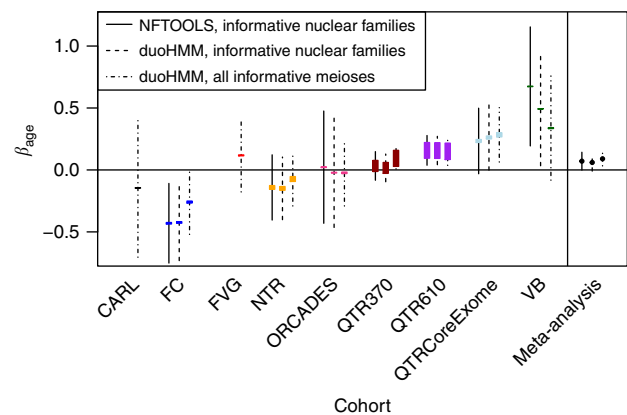 NFTOOLS, informative nuclear families
duoHMM, informative nuclear families
duoHMM, all informative meioses
1.0
0.5
0.0
−0.5
βage
CARL
FC
FVG
NTR
ORCADES
QTR370
QTR610
QTRCoreExome
VB
Meta-analysis
Cohort